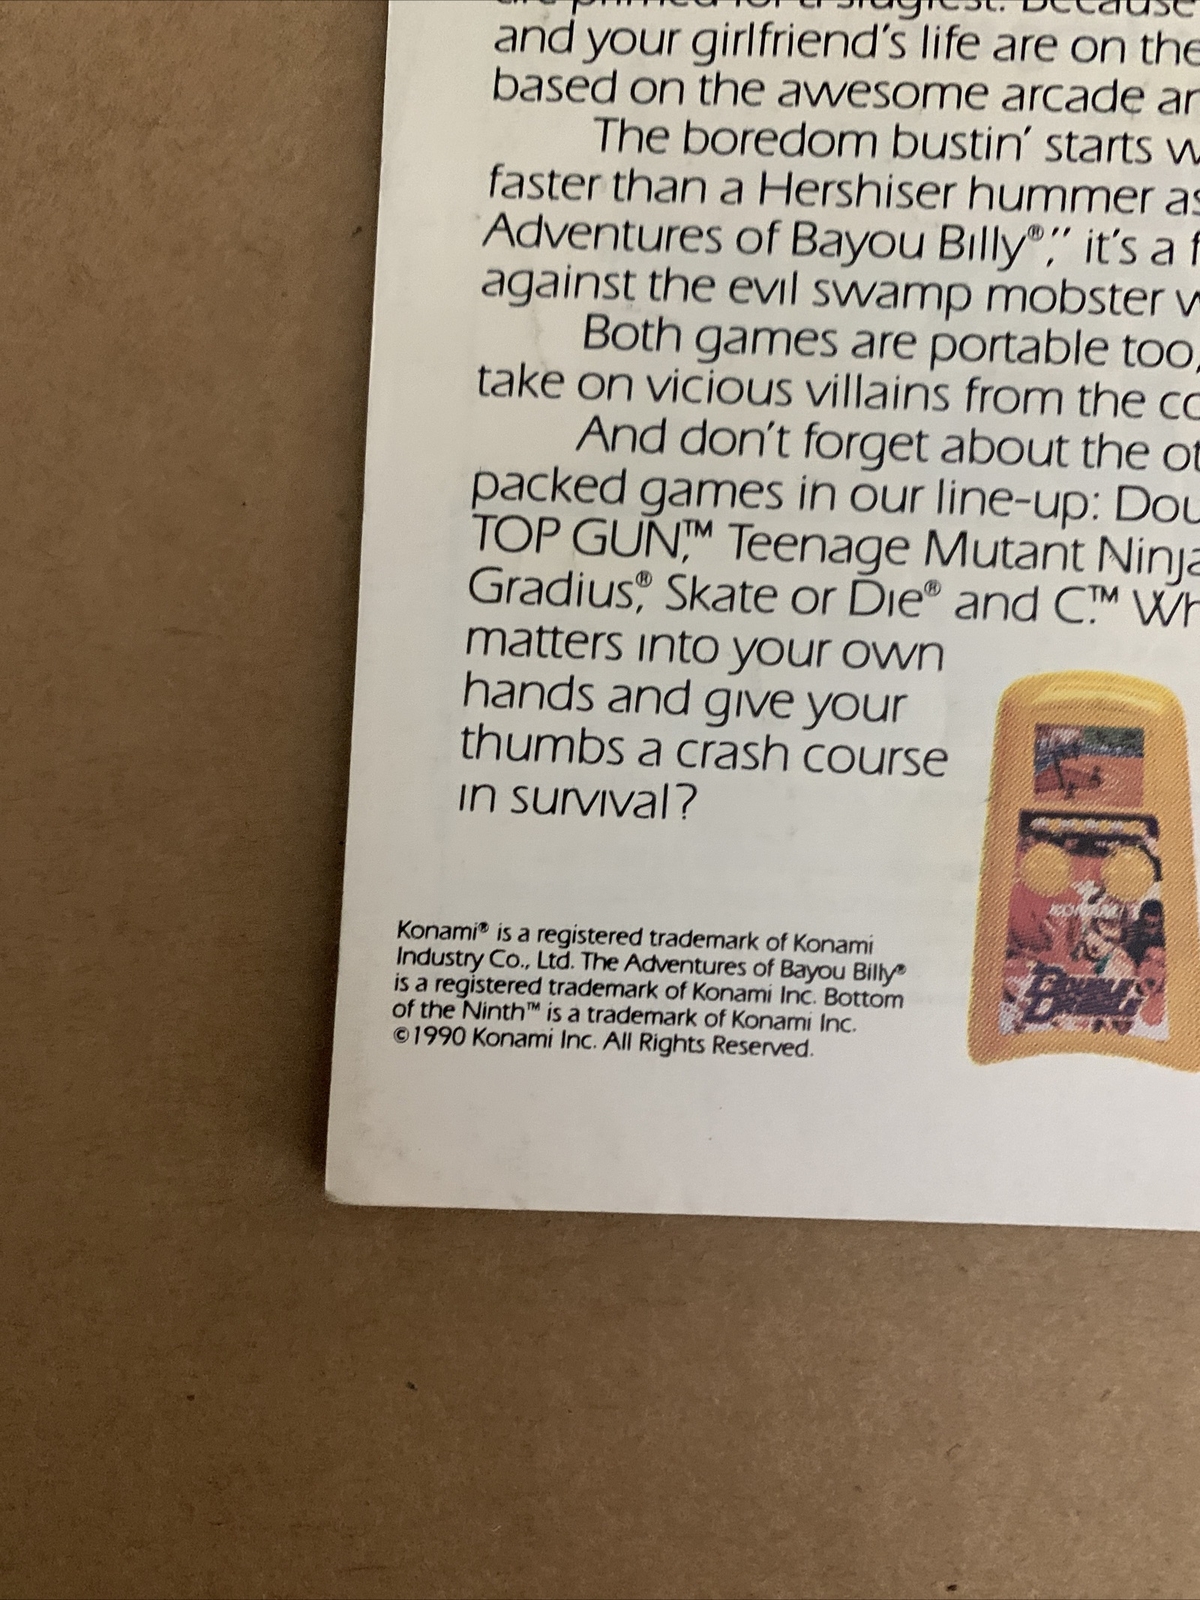 and your girlfriend's life are on the
based on the awesome arcade
The boredom bustin' starts
faster than a Hershiser hummer as
Adventures of Bayou Billy®," it's a
against the evil swamp mobster
Both games are portable too,
take on vicious villains from the
And don't forget about the
packed games in our line-up:
TOP GUN,™ Teenage Mutant Ninja
Gradius,® Skate or Die® and C.™
matters into your own
hands and give your
thumbs a crash course
in survival?
KONAMI
Konami® is a registered trademark of Konami
Industry Co., Ltd. The Adventures of Bayou Billy®
is a registered trademark of Konami Inc. Bottom
of the Ninth™ is a trademark of Konami Inc.
©1990 Konami Inc. All Rights Reserved.